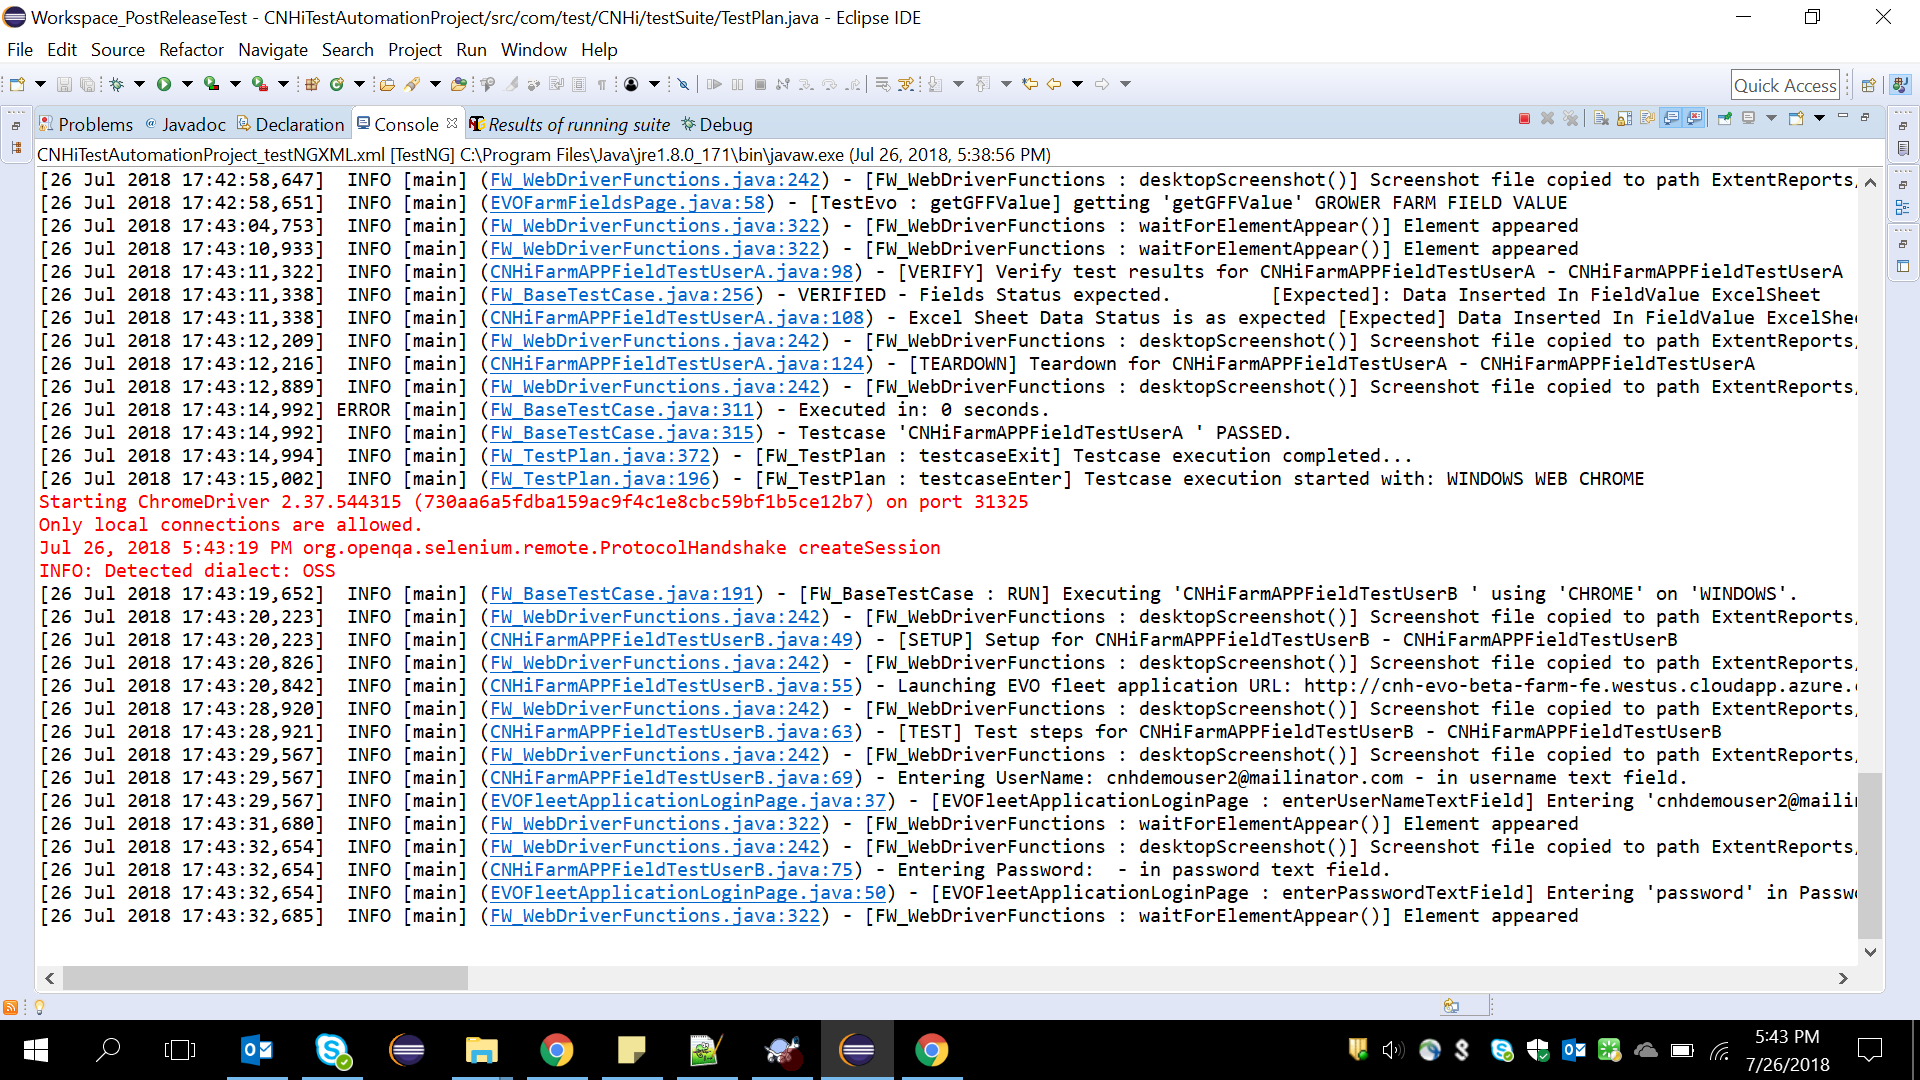 Workspace_PostReleaseTest - CNHiTestAutomationProject/src/com/test/CNHi/testSuite/TestPlan.java - Eclipse IDE
File Edit Source Refactor Navigate Search Project Run Window Help
Quick Access
Problems Javadoc Declaration Console Results of running suite Debug
CNHiTestAutomationProject_testNGXML.xml [TestNG] C:\Program Files\Java\jre1.8.0_171\bin\javaw.exe (Jul 26, 2018, 5:38:56 PM)
[26 Jul 2018 17:42:58,647]  INFO [main] (FW_WebDriverFunctions.java:242) - [FW_WebDriverFunctions : desktopScreenshot()] Screenshot file copied to path ExtentReports/
[26 Jul 2018 17:42:58,651]  INFO [main] (EVOFarmFieldsPage.java:58) - [TestEvo : getGFFValue] getting 'getGFFValue' GROWER FARM FIELD VALUE
[26 Jul 2018 17:43:04,753]  INFO [main] (FW_WebDriverFunctions.java:322) - [FW_WebDriverFunctions : waitForElementAppear()] Element appeared
[26 Jul 2018 17:43:10,933]  INFO [main] (FW_WebDriverFunctions.java:322) - [FW_WebDriverFunctions : waitForElementAppear()] Element appeared
[26 Jul 2018 17:43:11,322]  INFO [main] (CNHiFarmAPPFieldTestUserA.java:98) - [VERIFY] Verify test results for CNHiFarmAPPFieldTestUserA - CNHiFarmAPPFieldTestUserA
[26 Jul 2018 17:43:11,338]  INFO [main] (FW_BaseTestCase.java:256) - VERIFIED - Fields Status expected.         [Expected]: Data Inserted In FieldValue ExcelSheet
[26 Jul 2018 17:43:11,338]  INFO [main] (CNHiFarmAPPFieldTestUserA.java:108) - Excel Sheet Data Status is as expected [Expected] Data Inserted In FieldValue ExcelShe
[26 Jul 2018 17:43:12,209]  INFO [main] (FW_WebDriverFunctions.java:242) - [FW_WebDriverFunctions : desktopScreenshot()] Screenshot file copied to path ExtentReports/
[26 Jul 2018 17:43:12,216]  INFO [main] (CNHiFarmAPPFieldTestUserA.java:124) - [TEARDOWN] Teardown for CNHiFarmAPPFieldTestUserA - CNHiFarmAPPFieldTestUserA
[26 Jul 2018 17:43:12,889]  INFO [main] (FW_WebDriverFunctions.java:242) - [FW_WebDriverFunctions : desktopScreenshot()] Screenshot file copied to path ExtentReports/
[26 Jul 2018 17:43:14,992] ERROR [main] (FW_BaseTestCase.java:311) - Executed in: 0 seconds.
[26 Jul 2018 17:43:14,992]  INFO [main] (FW_BaseTestCase.java:315) - Testcase 'CNHiFarmAPPFieldTestUserA ' PASSED.
[26 Jul 2018 17:43:14,994]  INFO [main] (FW_TestPlan.java:372) - [FW_TestPlan : testcaseExit] Testcase execution completed...
[26 Jul 2018 17:43:15,002]  INFO [main] (FW_TestPlan.java:196) - [FW_TestPlan : testcaseEnter] Testcase execution started with: WINDOWS WEB CHROME
Starting ChromeDriver 2.37.544315 (730aa6a5fdba159ac9f4c1e8cbc59bf1b5ce12b7) on port 31325
Only local connections are allowed.
Jul 26, 2018 5:43:19 PM org.openqa.selenium.remote.ProtocolHandshake createSession
INFO: Detected dialect: OSS
[26 Jul 2018 17:43:19,652]  INFO [main] (FW_BaseTestCase.java:191) - [FW_BaseTestCase : RUN] Executing 'CNHiFarmAPPFieldTestUserB ' using 'CHROME' on 'WINDOWS'.
[26 Jul 2018 17:43:20,223]  INFO [main] (FW_WebDriverFunctions.java:242) - [FW_WebDriverFunctions : desktopScreenshot()] Screenshot file copied to path ExtentReports/
[26 Jul 2018 17:43:20,223]  INFO [main] (CNHiFarmAPPFieldTestUserB.java:49) - [SETUP] Setup for CNHiFarmAPPFieldTestUserB - CNHiFarmAPPFieldTestUserB
[26 Jul 2018 17:43:20,826]  INFO [main] (FW_WebDriverFunctions.java:242) - [FW_WebDriverFunctions : desktopScreenshot()] Screenshot file copied to path ExtentReports/
[26 Jul 2018 17:43:20,842]  INFO [main] (CNHiFarmAPPFieldTestUserB.java:55) - Launching EVO fleet application URL: http://cnh-evo-beta-farm-fe.westus.cloudapp.azure.
[26 Jul 2018 17:43:28,920]  INFO [main] (FW_WebDriverFunctions.java:242) - [FW_WebDriverFunctions : desktopScreenshot()] Screenshot file copied to path ExtentReports/
[26 Jul 2018 17:43:28,921]  INFO [main] (CNHiFarmAPPFieldTestUserB.java:63) - [TEST] Test steps for CNHiFarmAPPFieldTestUserB - CNHiFarmAPPFieldTestUserB
[26 Jul 2018 17:43:29,567]  INFO [main] (FW_WebDriverFunctions.java:242) - [FW_WebDriverFunctions : desktopScreenshot()] Screenshot file copied to path ExtentReports/
[26 Jul 2018 17:43:29,567]  INFO [main] (CNHiFarmAPPFieldTestUserB.java:69) - Entering UserName: cnhdemouser2@mailinator.com - in username text field.
[26 Jul 2018 17:43:29,567]  INFO [main] (EVOFleetApplicationLoginPage.java:37) - [EVOFleetApplicationLoginPage : enterUserNameTextField] Entering 'cnhdemouser2@mailin
[26 Jul 2018 17:43:31,680]  INFO [main] (FW_WebDriverFunctions.java:322) - [FW_WebDriverFunctions : waitForElementAppear()] Element appeared
[26 Jul 2018 17:43:32,654]  INFO [main] (FW_WebDriverFunctions.java:242) - [FW_WebDriverFunctions : desktopScreenshot()] Screenshot file copied to path ExtentReports/
[26 Jul 2018 17:43:32,654]  INFO [main] (CNHiFarmAPPFieldTestUserB.java:75) - Entering Password:  - in password text field.
[26 Jul 2018 17:43:32,654]  INFO [main] (EVOFleetApplicationLoginPage.java:50) - [EVOFleetApplicationLoginPage : enterPasswordTextField] Entering 'password' in Passw
[26 Jul 2018 17:43:32,685]  INFO [main] (FW_WebDriverFunctions.java:322) - [FW_WebDriverFunctions : waitForElementAppear()] Element appeared
5:43 PM
7/26/2018